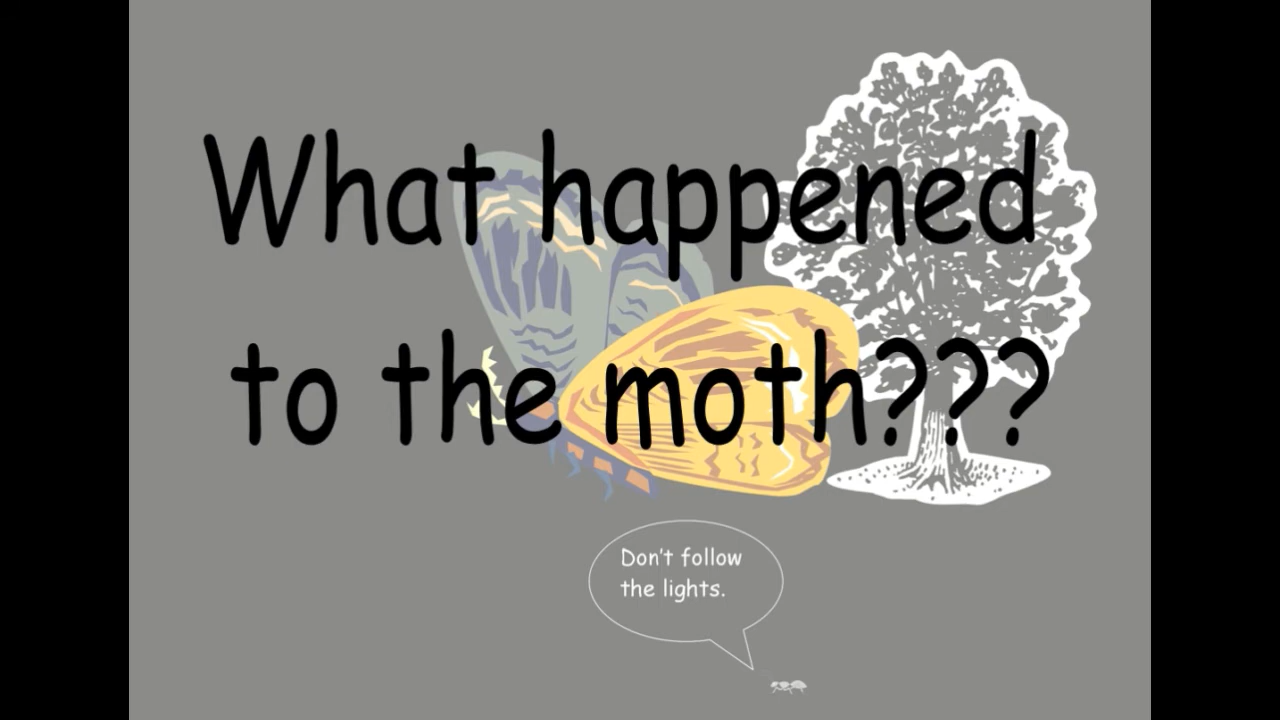 What happened
to the moth???
Don't follow
the lights.